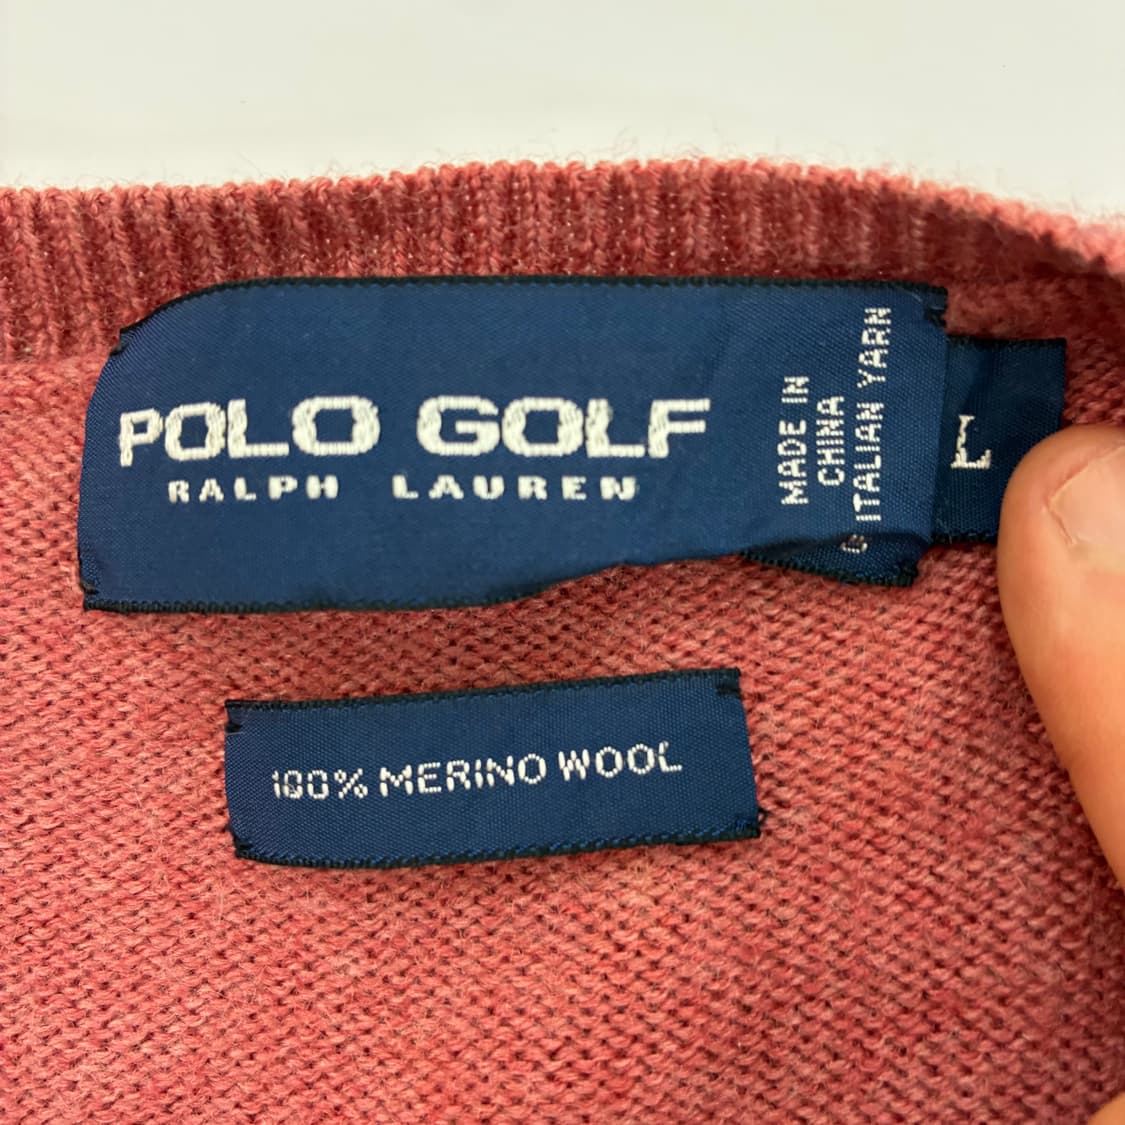 POLO GOLF
RALPH LAUREN
MADE IN
CHINA
ITALIAN YARN
L
100% MERINO WOOL